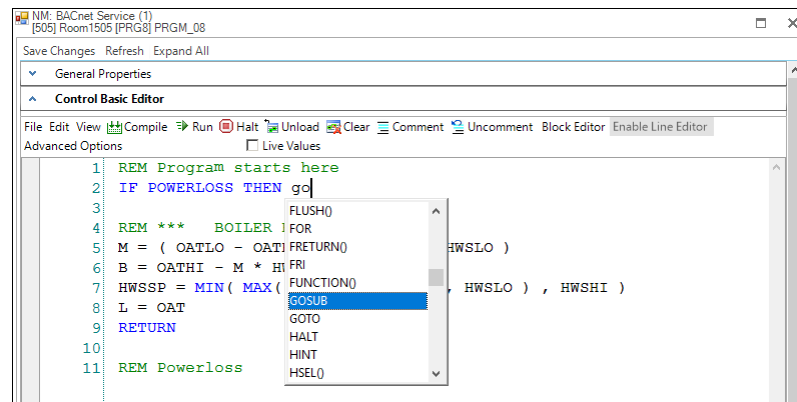 NM: BACnet Service (1)
[505] Room1505 [PRG8] PRGM_08
Save Changes Refresh Expand All
General Properties
Control Basic Editor
File Edit View Compile Run Halt Unload Clear Comment Uncomment Block Editor Enable Line Editor
Advanced Options Live Values
1 REM Program starts here
2 IF POWERLOSS THEN go
3
4 REM *** BOILER
5 M = ( OATLO - OATH HWSLO )
6 B = OATHI - M * HW
7 HWSSP = MIN( MAX( , HWSLO ) , HWSHI )
8 L = OAT
9 RETURN
10
11 REM Powerloss
FLUSH()
FOR
FRETURN()
FRI
FUNCTION()
GOSUB
GOTO
HALT
HINT
HSEL()